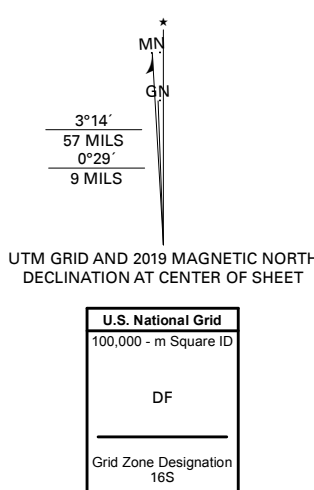 ★
MN
GN
3°14´
57 MILS
0°29´
9 MILS
UTM GRID AND 2019 MAGNETIC NORTH
DECLINATION AT CENTER OF SHEET
U.S. National Grid
100,000 - m Square ID
DF
Grid Zone Designation
16S